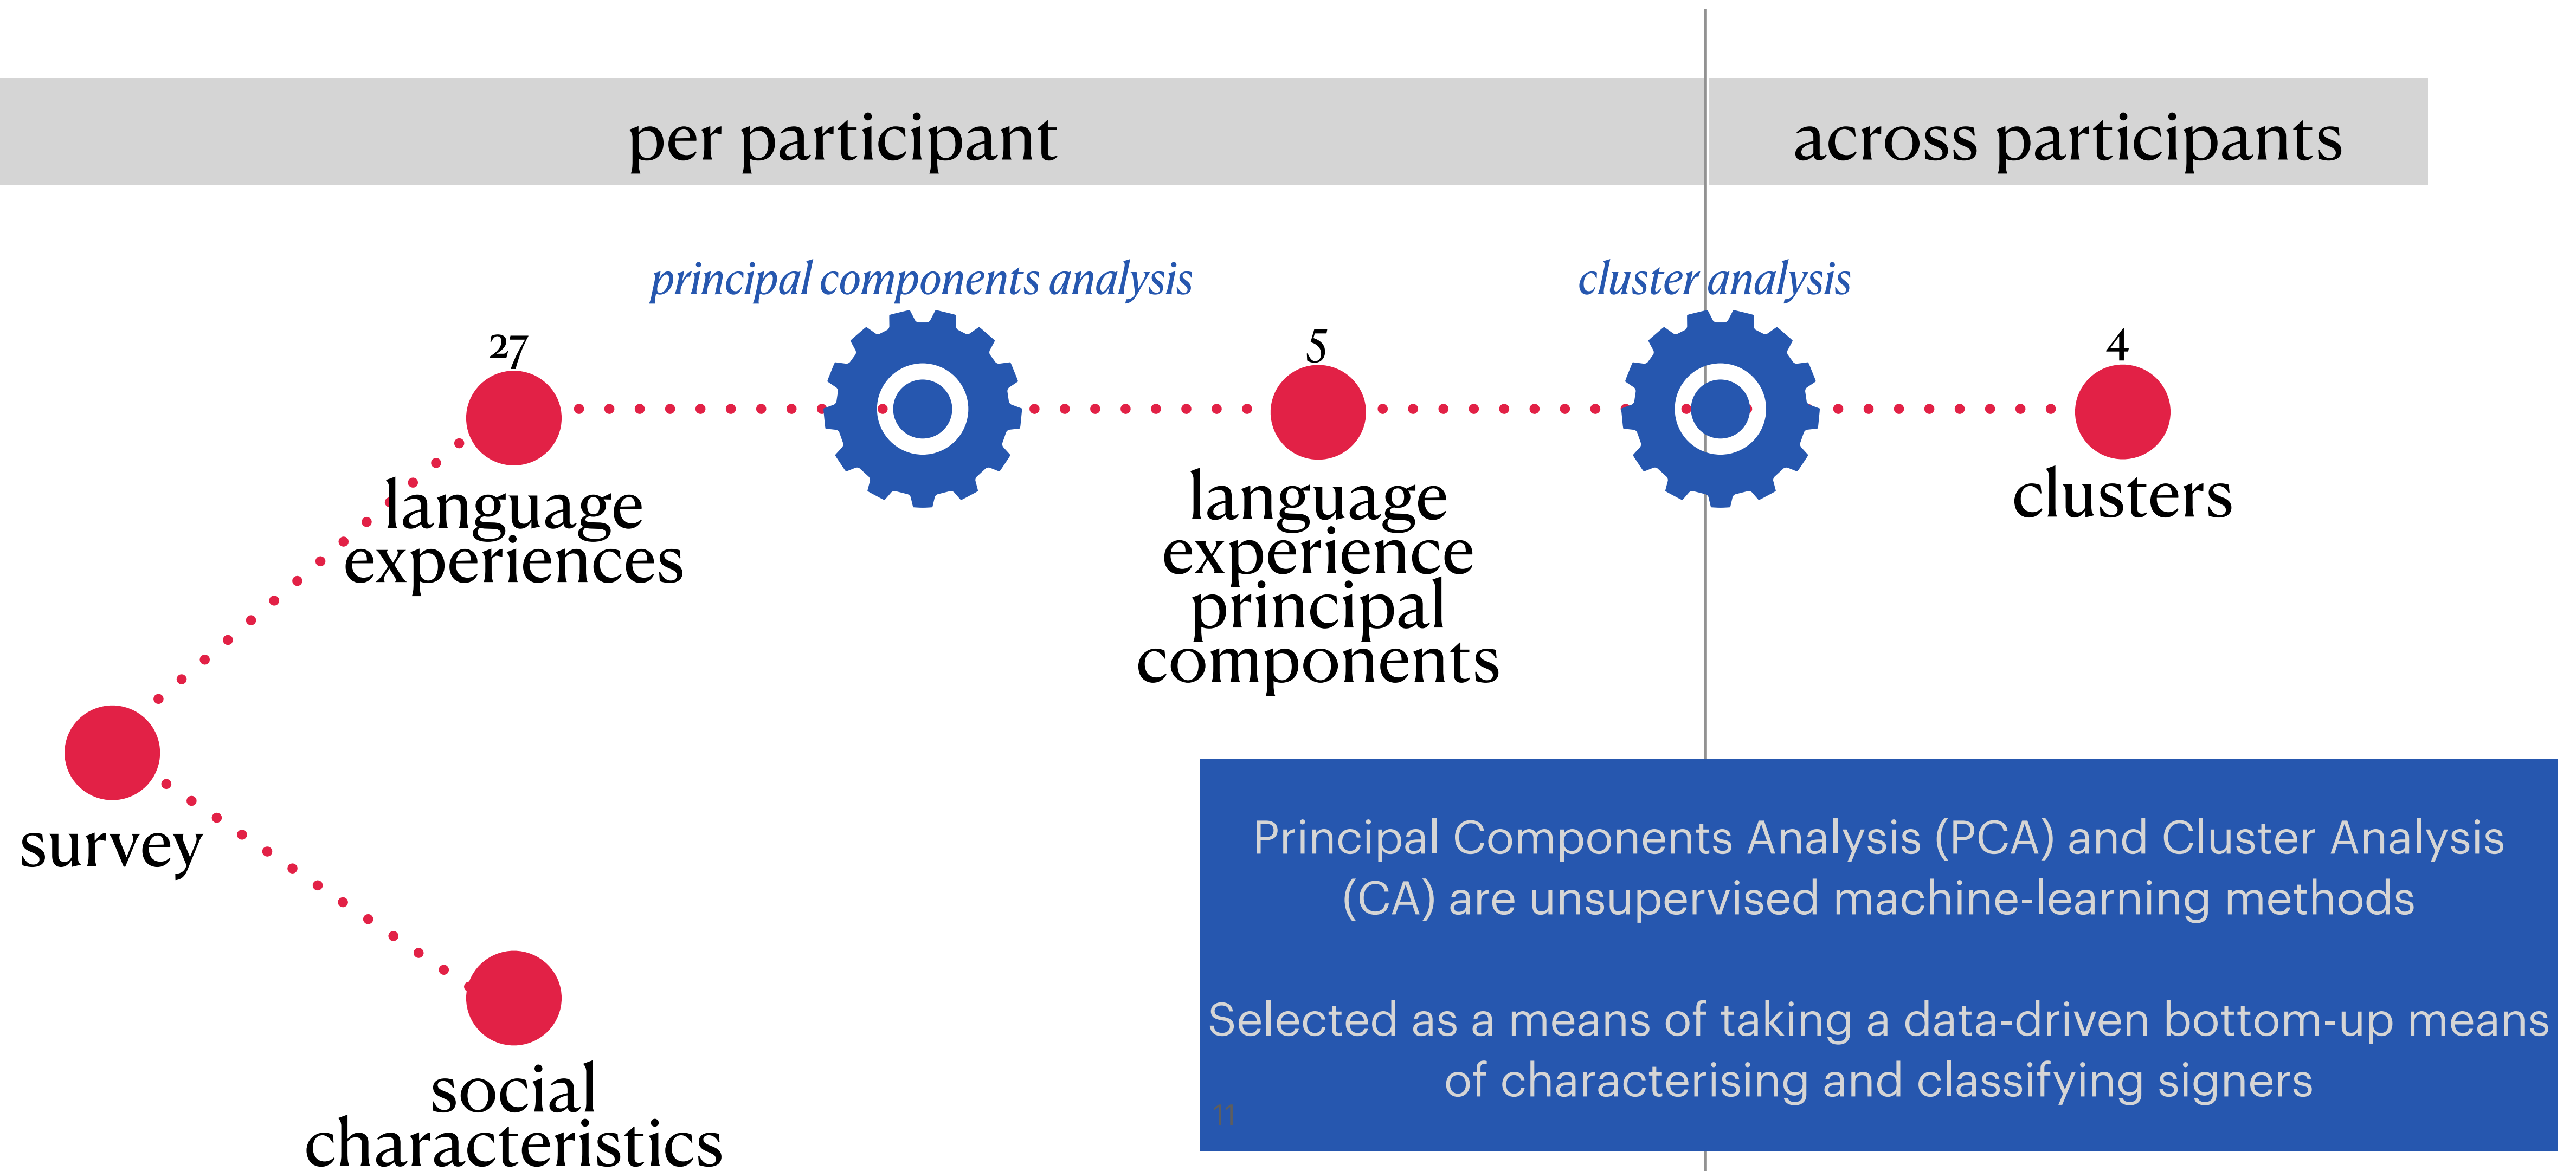 per participant
across participants
principal components analysis
cluster analysis
27
5
4
language
experiences
language
experience
principal
components
clusters
survey
social
characteristics
Principal Components Analysis (PCA) and Cluster Analysis
(CA) are unsupervised machine-learning methods
Selected as a means of taking a data-driven bottom-up means
of characterising and classifying signers
11